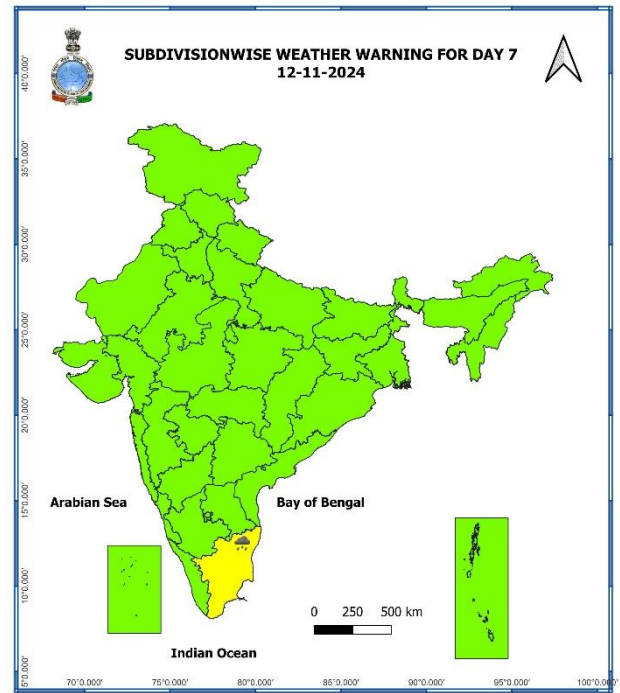 SUBDIVISIONWISE WEATHER WARNING FOR DAY 7
12-11-2024
40°0.000'
35°0.000'
30°0.000'
25°0.000'
20°0.000'
15°0.000'
10°0.000'
5°0.000'
Arabian Sea
Bay of Bengal
0 250 500 km
Indian Ocean
70°0.000' 75°0.000' 80°0.000' 85°0.000' 90°0.000' 95°0.000' 100°0.000'